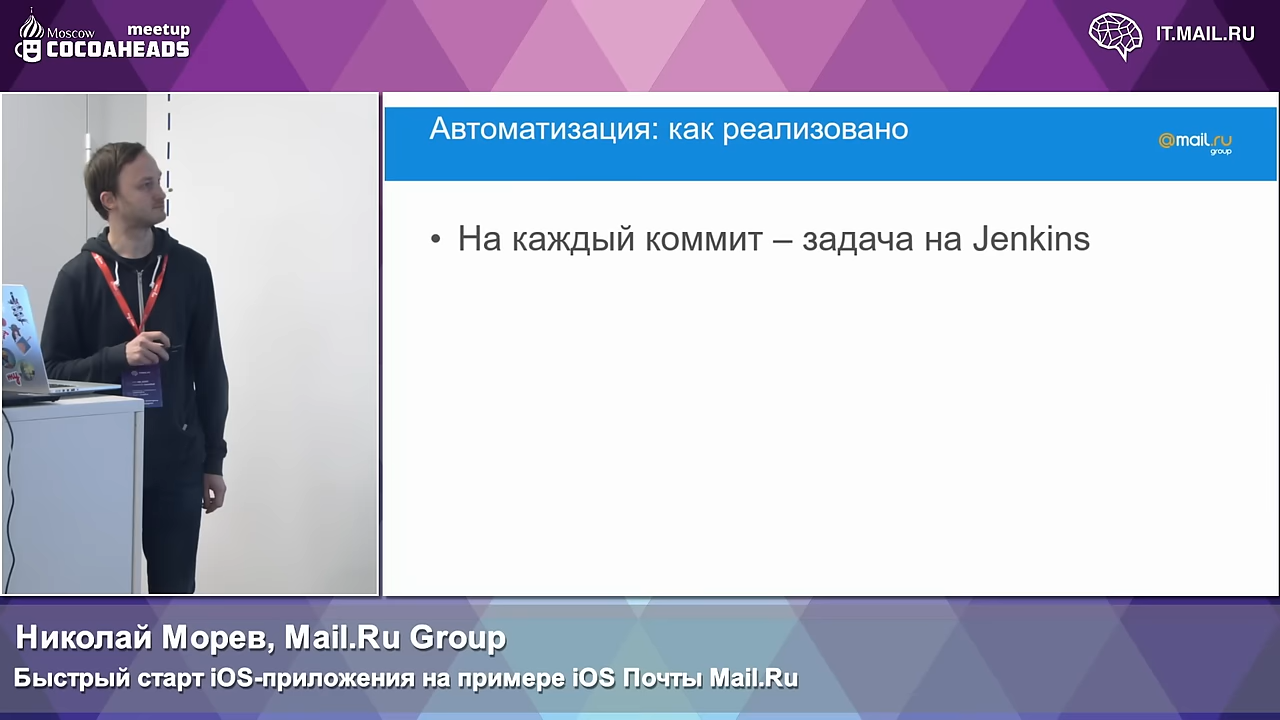 Moscow
meetup
COCOAHEADS
IT.MAIL.RU
Автоматизация: как реализовано
@mail.ru
group
• На каждый коммит – задача на Jenkins
Николай Морев, Mail.Ru Group
Быстрый старт iOS-приложения на примере iOS Почты Mail.Ru